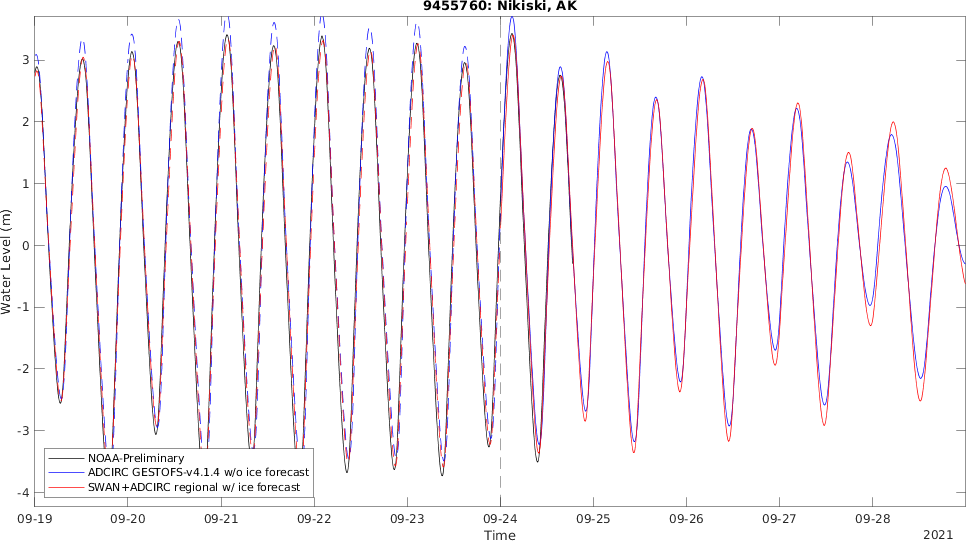 9455760: Nikiski, AK
Water Level (m)
3
2
1
0
-1
-2
-3
-4
NOAA-Preliminary
ADCIRC GESTOFS-v4.1.4 w/o ice forecast
SWAN+ADCIRC regional w/ ice forecast
09-19 09-20 09-21 09-22 09-23 09-24 09-25 09-26 09-27 09-28
Time
2021